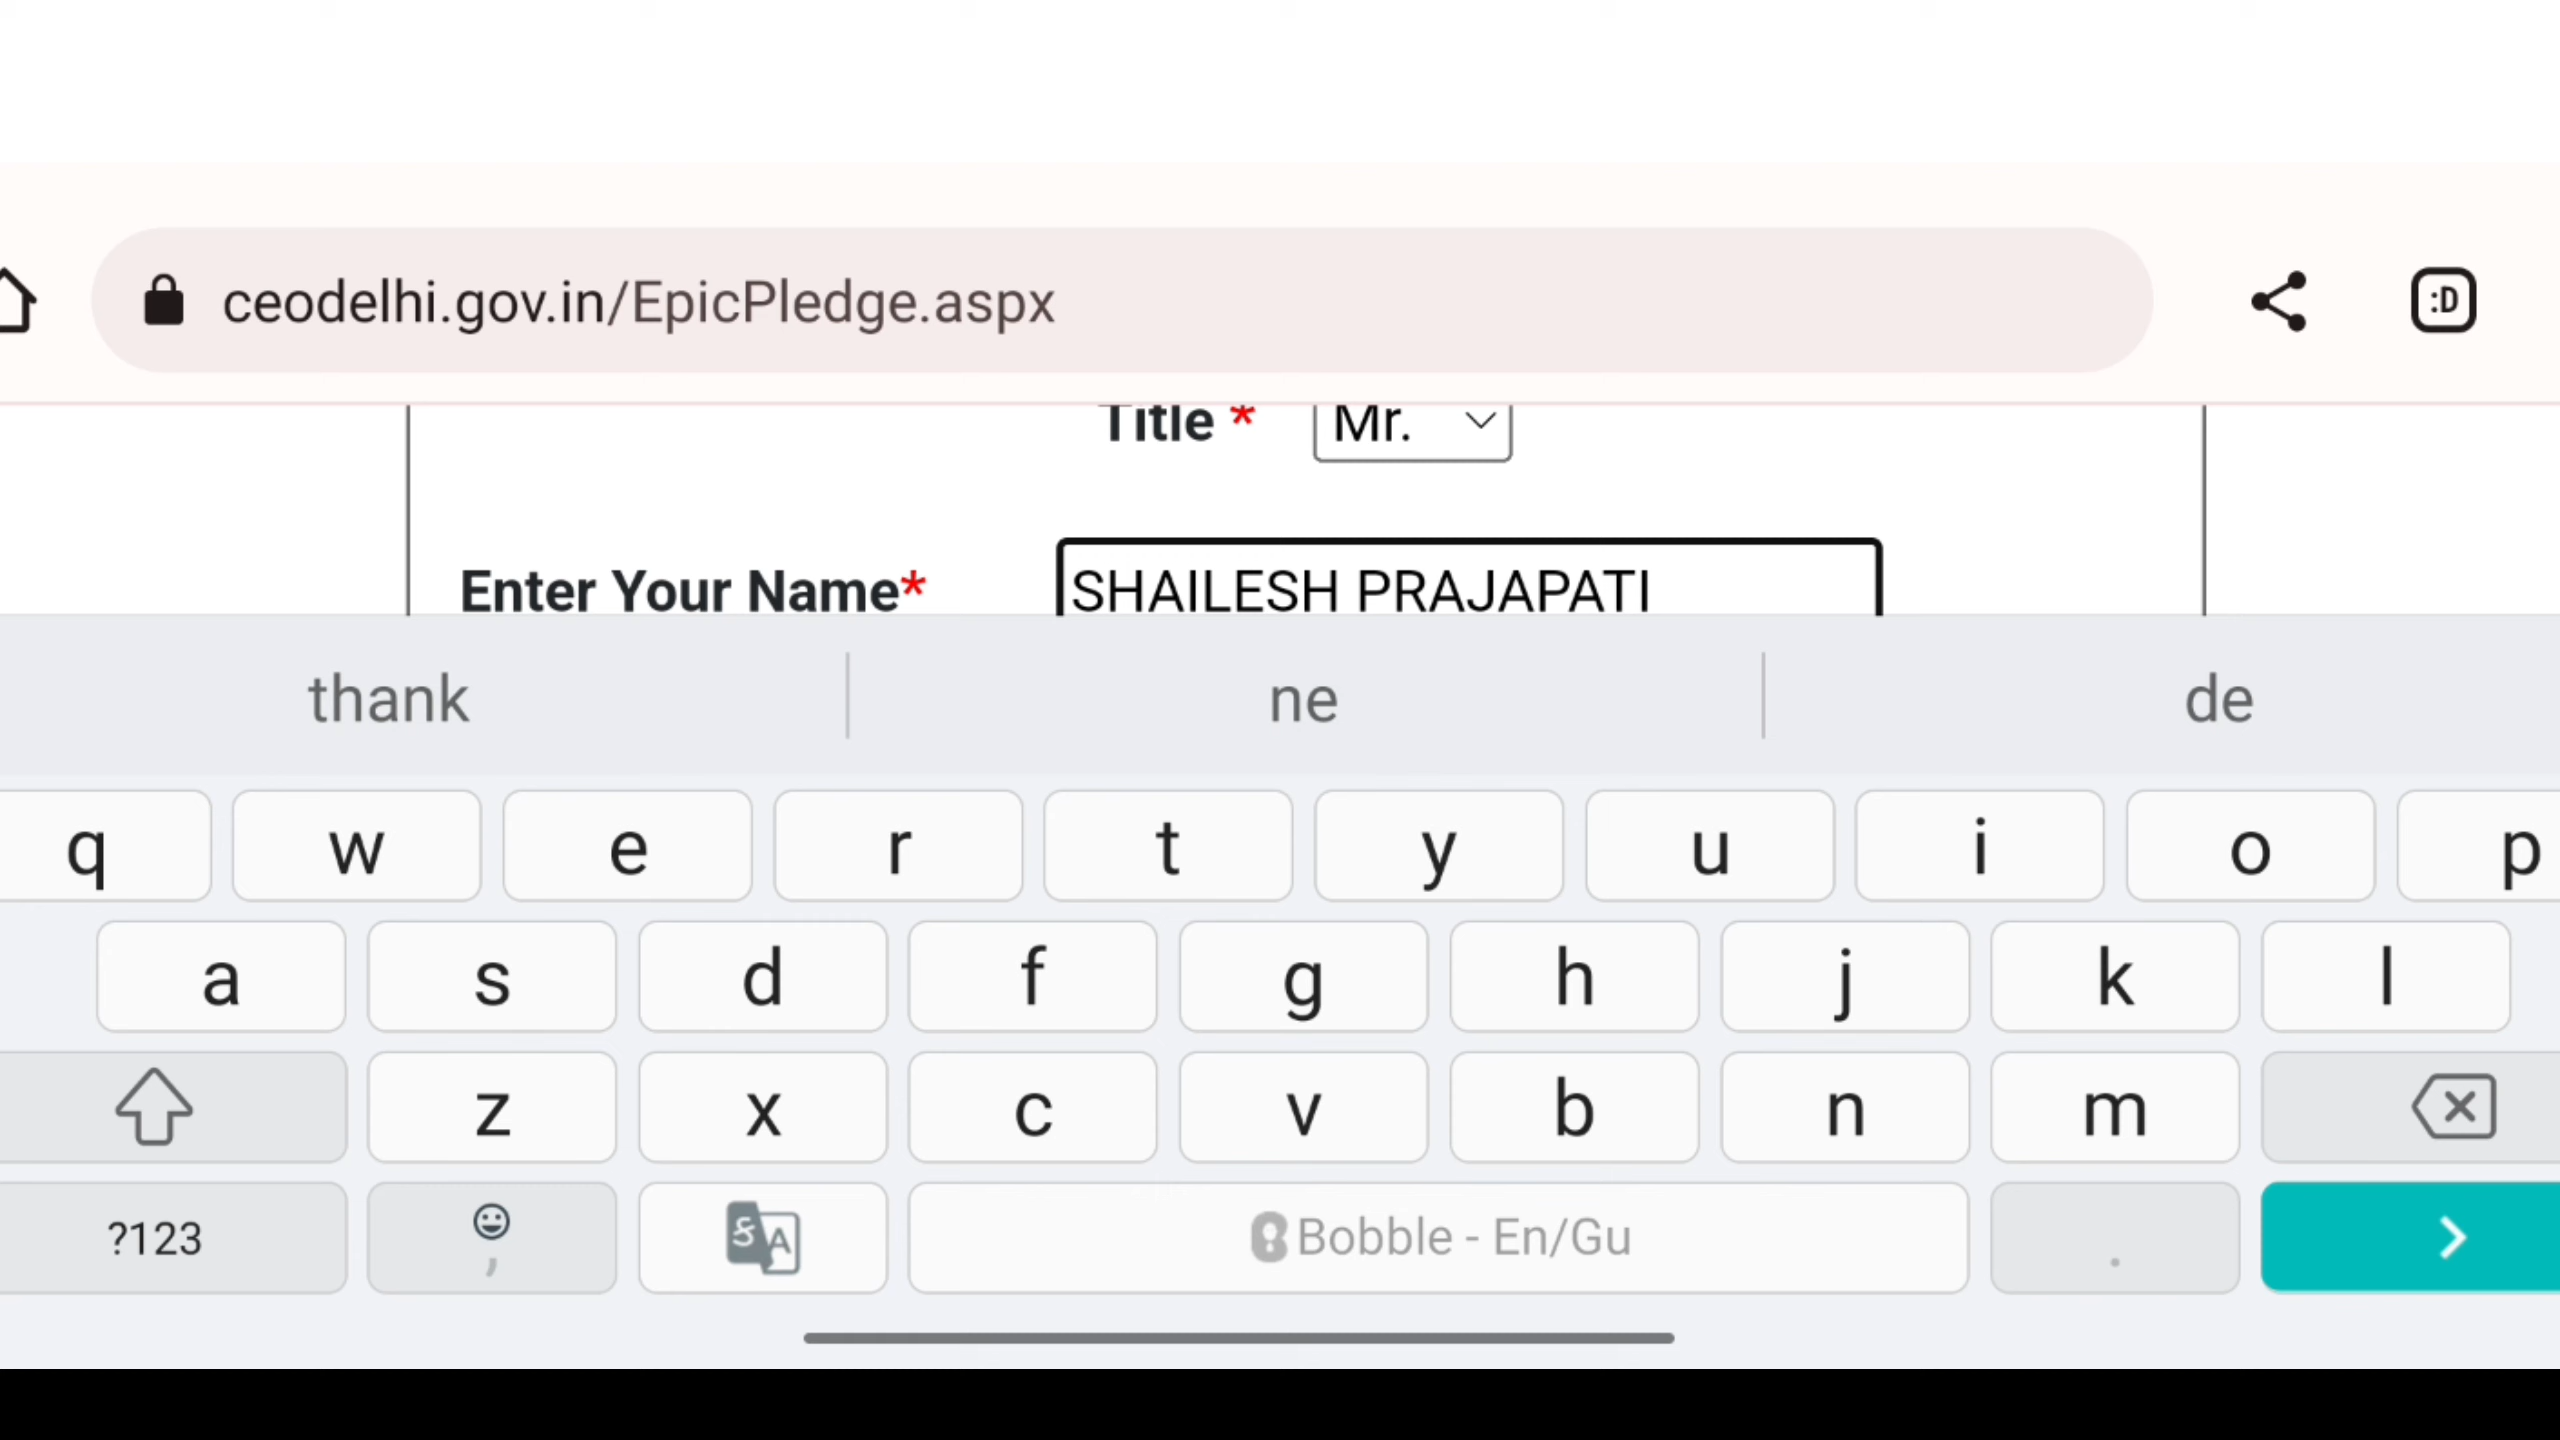 ceodelhi.gov.in/EpicPledge.aspx
:D
Title * Mr.
Enter Your Name* SHAILESH PRAJAPATI
thank ne de
q w e r t y u i o p
a s d f g h j k l
z x c v b n m
?123 , Bobble - En/Gu .